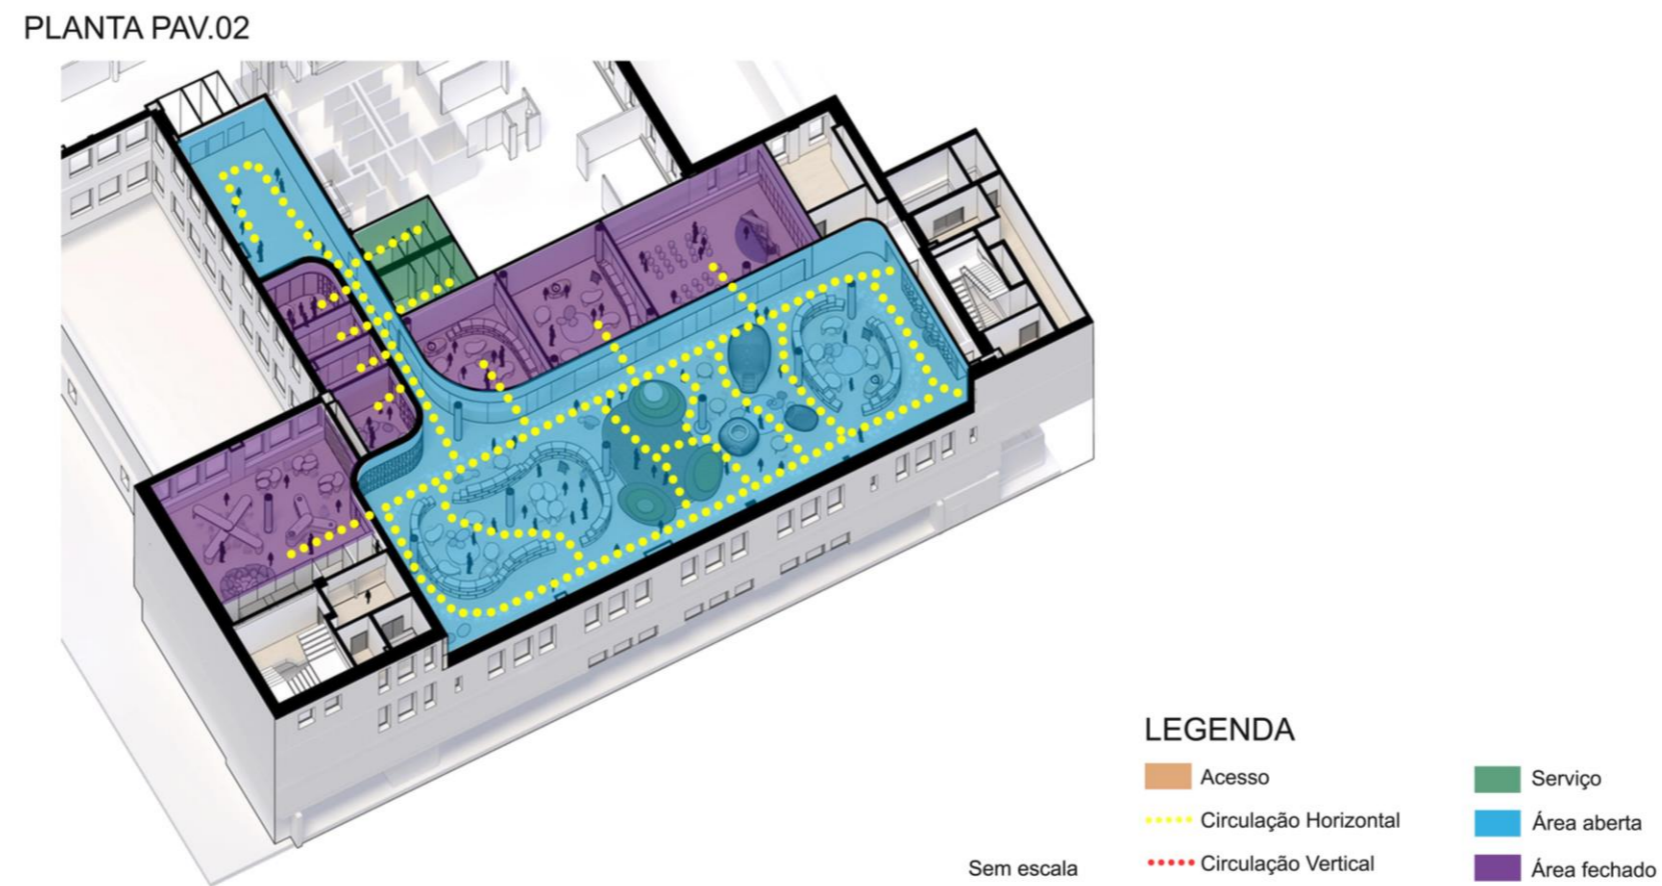 PLANTA PAV.02
LEGENDA
Acesso
Serviço
Circulação Horizontal
Área aberta
Sem escala
Circulação Vertical
Área fechado